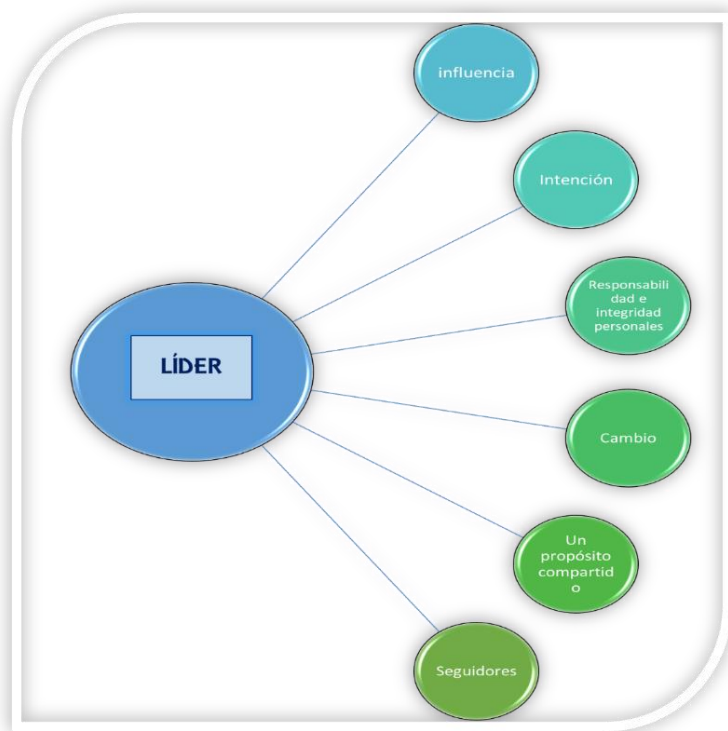 influencia
Intención
Responsabili
dad e
integridad
personales
LÍDER
Cambio
Un
propósito
compartid
o
Seguidores